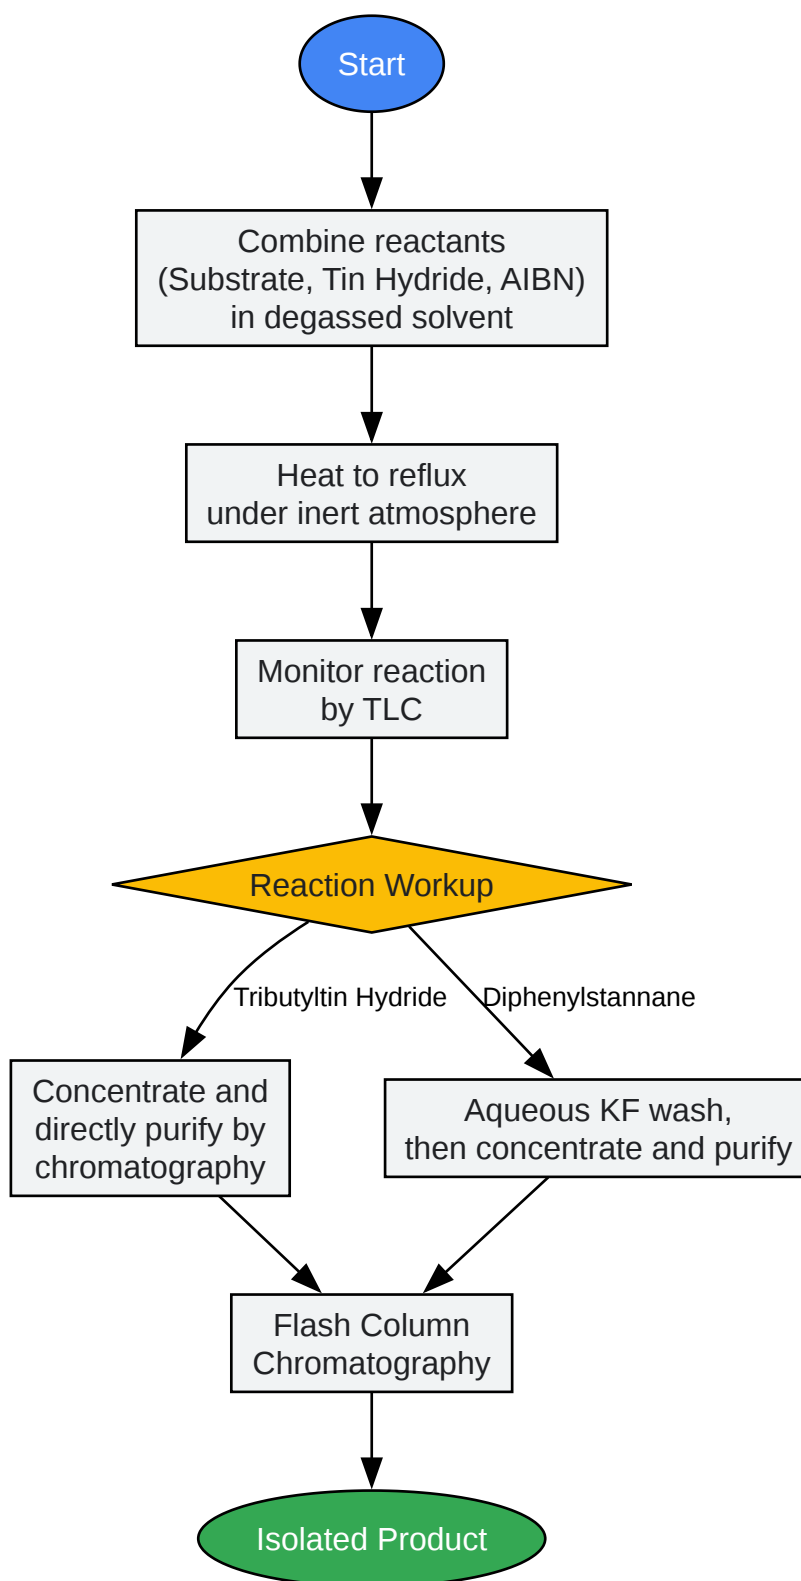 Start
Combine reactants
(Substrate, Tin Hydride, AIBN)
in degassed solvent
Heat to reflux
under inert atmosphere
Monitor reaction
by TLC
Reaction Workup
Tributyltin Hydride
Diphenylstannane
Concentrate and
directly purify by
chromatography
Aqueous KF wash,
then concentrate and purify
Flash Column
Chromatography
Isolated Product